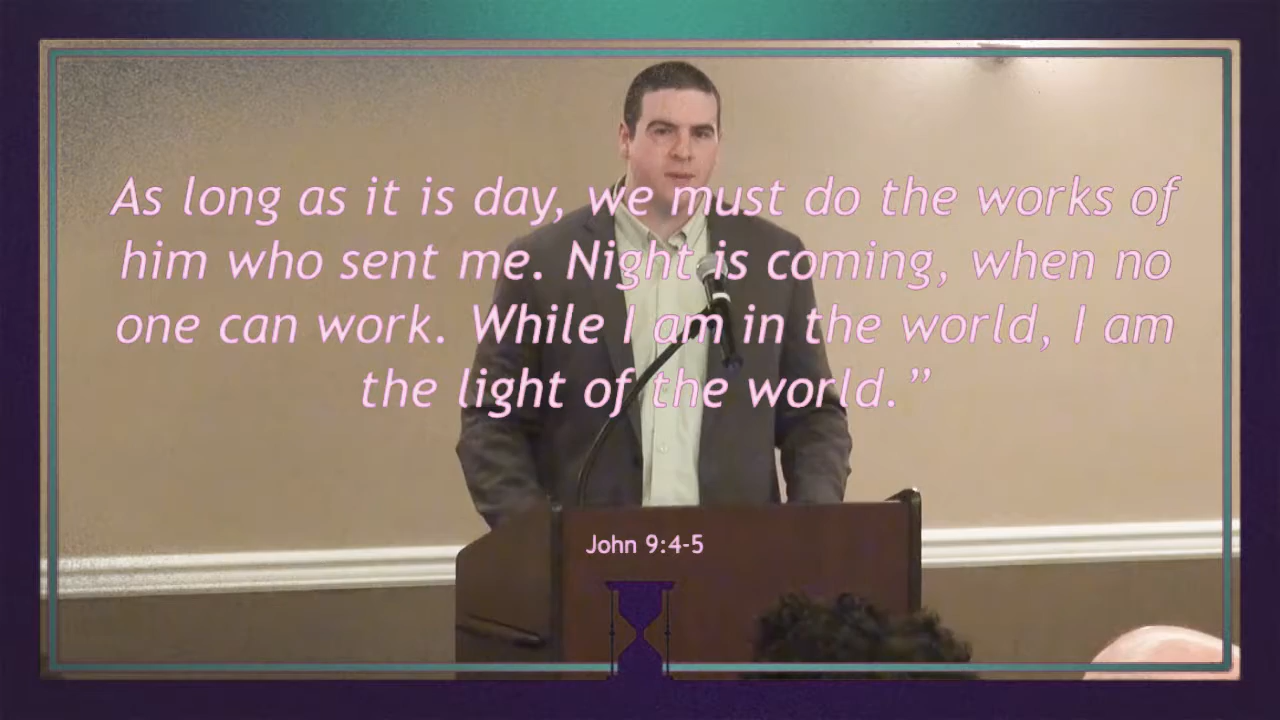 As long as it is day, we must do the works of
him who sent me. Night is coming, when no
one can work. While I am in the world, I am
the light of the world.”
John 9:4-5